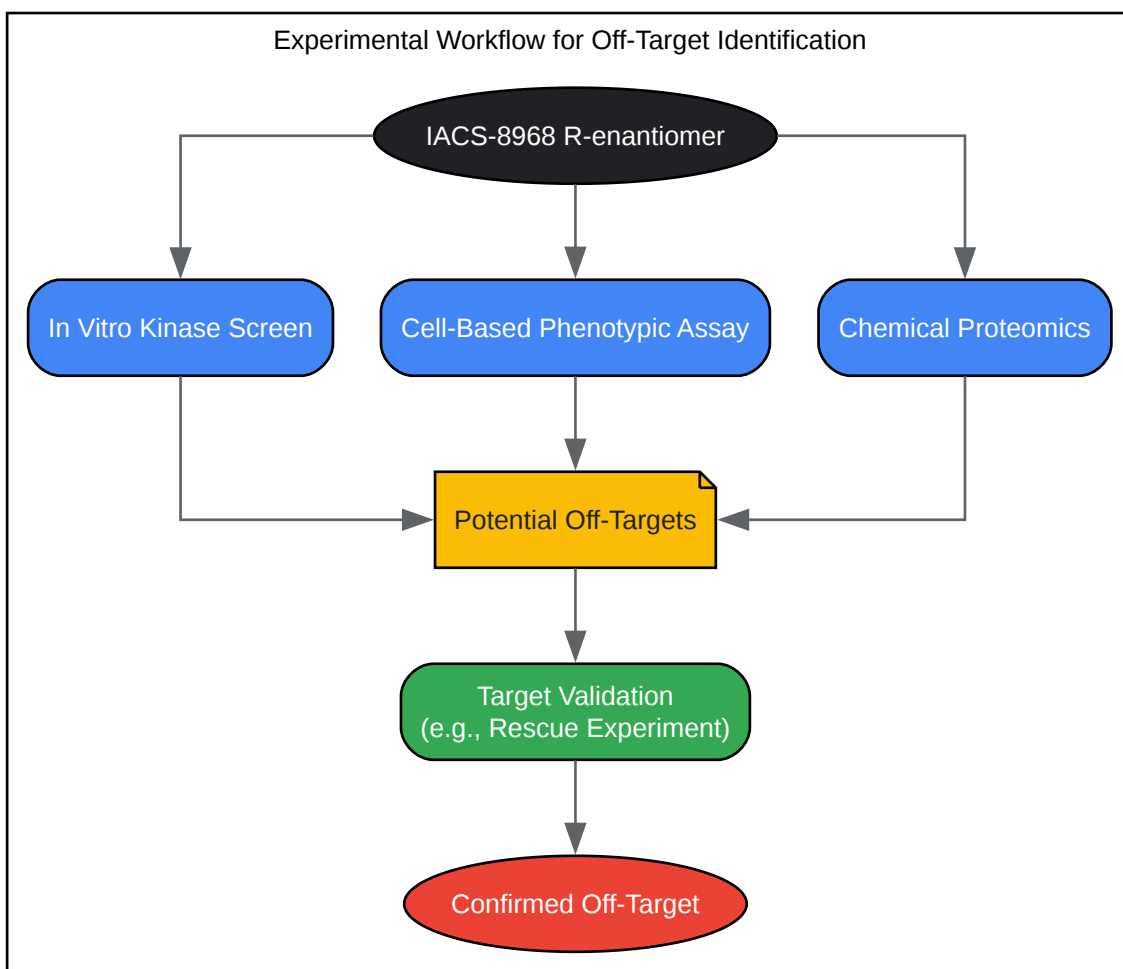 Experimental Workflow for Off-Target Identification
IACS-8968 R-enantiomer
In Vitro Kinase Screen
Cell-Based Phenotypic Assay
Chemical Proteomics
Potential Off-Targets
Target Validation
(e.g., Rescue Experiment)
Confirmed Off-Target